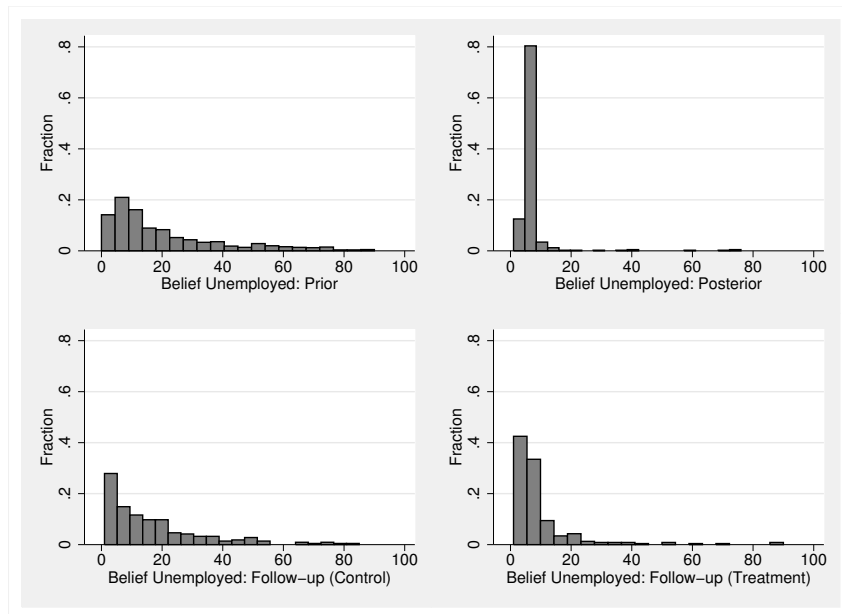 .8
.6
.4
.2
0
Fraction
0 20 40 60 80 100
Belief Unemployed: Prior
.8
.6
.4
.2
0
Fraction
0 20 40 60 80 100
Belief Unemployed: Posterior
.8
.6
.4
.2
0
Fraction
0 20 40 60 80 100
Belief Unemployed: Follow−up (Control)
.8
.6
.4
.2
0
Fraction
0 20 40 60 80 100
Belief Unemployed: Follow−up (Treatment)